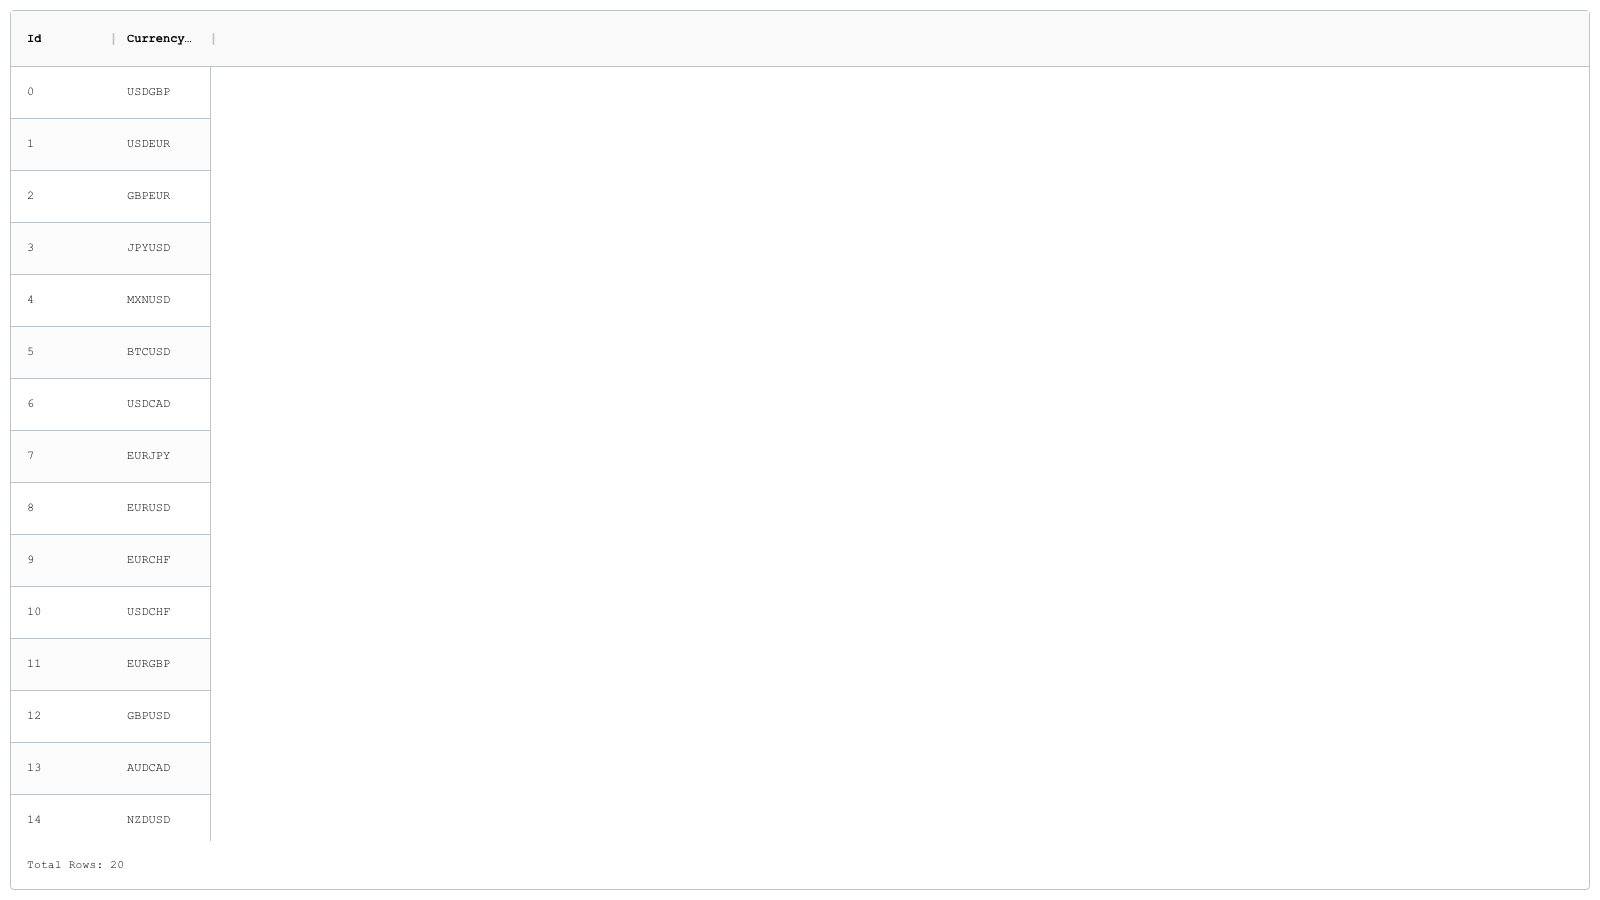 Id Currency…
0 USDGBP
1 USDEUR
2 GBPEUR
3 JPYUSD
4 MXNUSD
5 BTCUSD
6 USDCAD
7 EURJPY
8 EURUSD
9 EURCHF
10 USDCHF
11 EURGBP
12 GBPUSD
13 AUDCAD
14 NZDUSD
Total Rows: 20